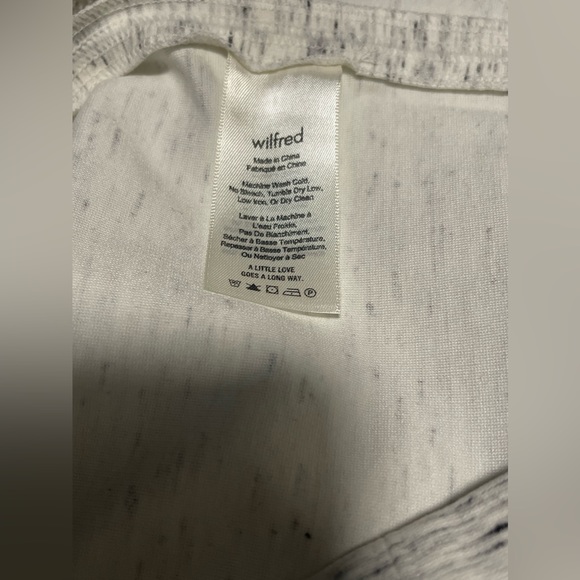 wilfred
Made in China
Fabriqué en Chine
Machine Wash Cold,
No Bleach, Tumble Dry Low,
Low Iron, Or Dry Clean
Laver à La Machine à
L'eau Froide,
Pas De Blanchiment,
Sécher à Basse Température,
Repasser à Basse Température,
Ou Nettoyer à Sec
A LITTLE LOVE
GOES A LONG WAY.